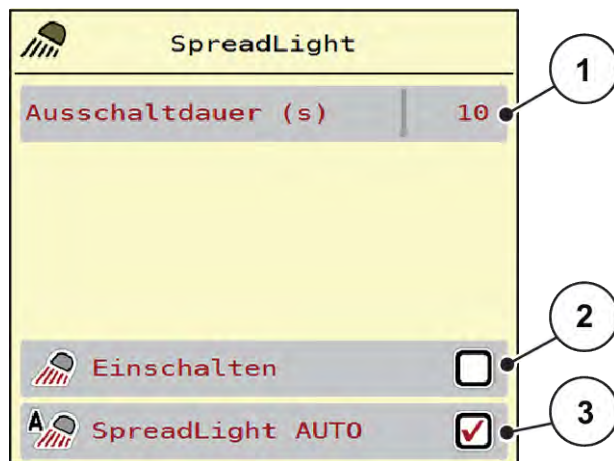 SpreadLight
Ausschaltdauer (s) 10
1
Einschalten
2
A SpreadLight AUTO
3